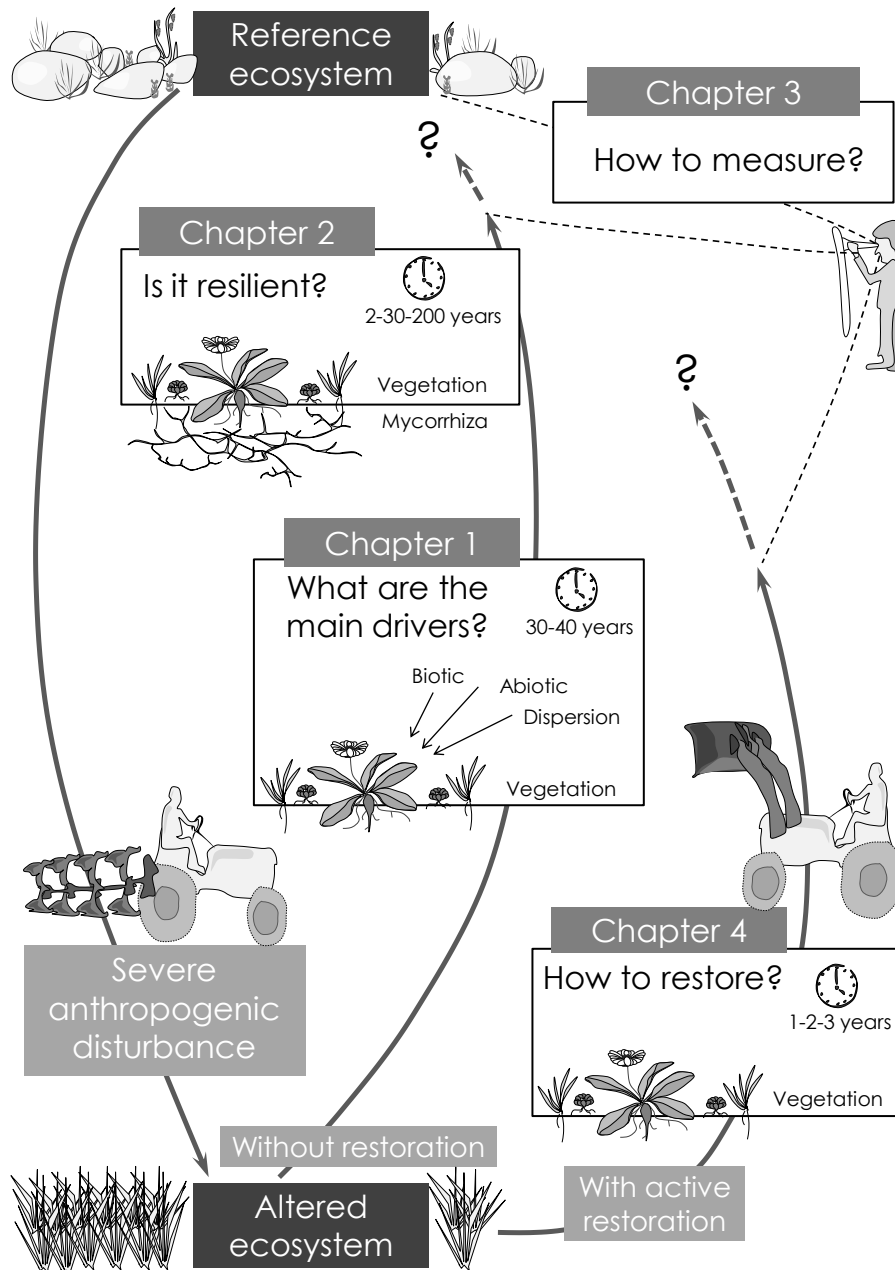 Reference
ecosystem
Chapter 3
How to measure?
?
Chapter 2
Is it resilient?
2-30-200 years
Vegetation
Mycorrhiza
?
Chapter 1
What are the
main drivers?
30-40 years
Biotic
Abiotic
Dispersion
Vegetation
Severe
anthropogenic
disturbance
Chapter 4
How to restore?
1-2-3 years
Vegetation
Without restoration
With active
restoration
Altered
ecosystem